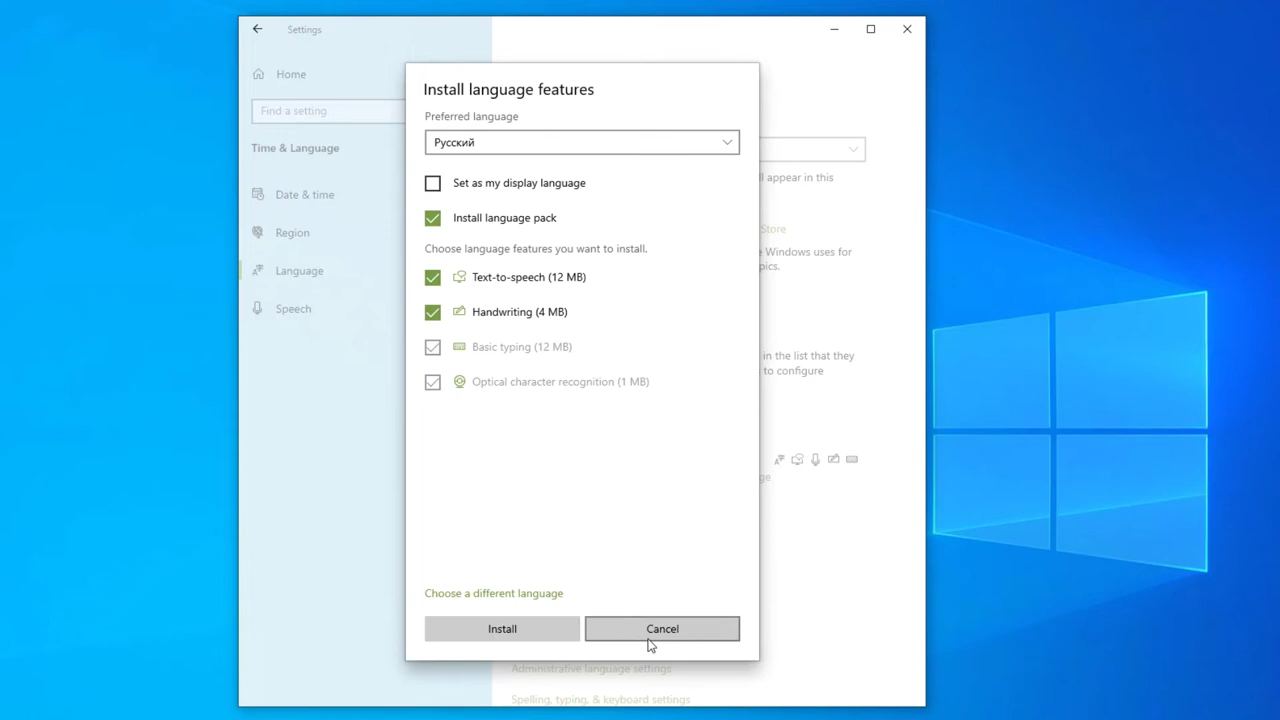 Settings
Home
Find a setting
Time & Language
Date & time
Region
Language
Speech
Install language features
Preferred language
Русский
Set as my display language
Install language pack
Choose language features you want to install.
Text-to-speech (12 MB)
Handwriting (4 MB)
Basic typing (12 MB)
Optical character recognition (1 MB)
Choose a different language
Install
Cancel
ll appear in this
Store
e Windows uses for
pics.
in the list that they
to configure
ge
Administrative language settings
Spelling, typing, & keyboard settings